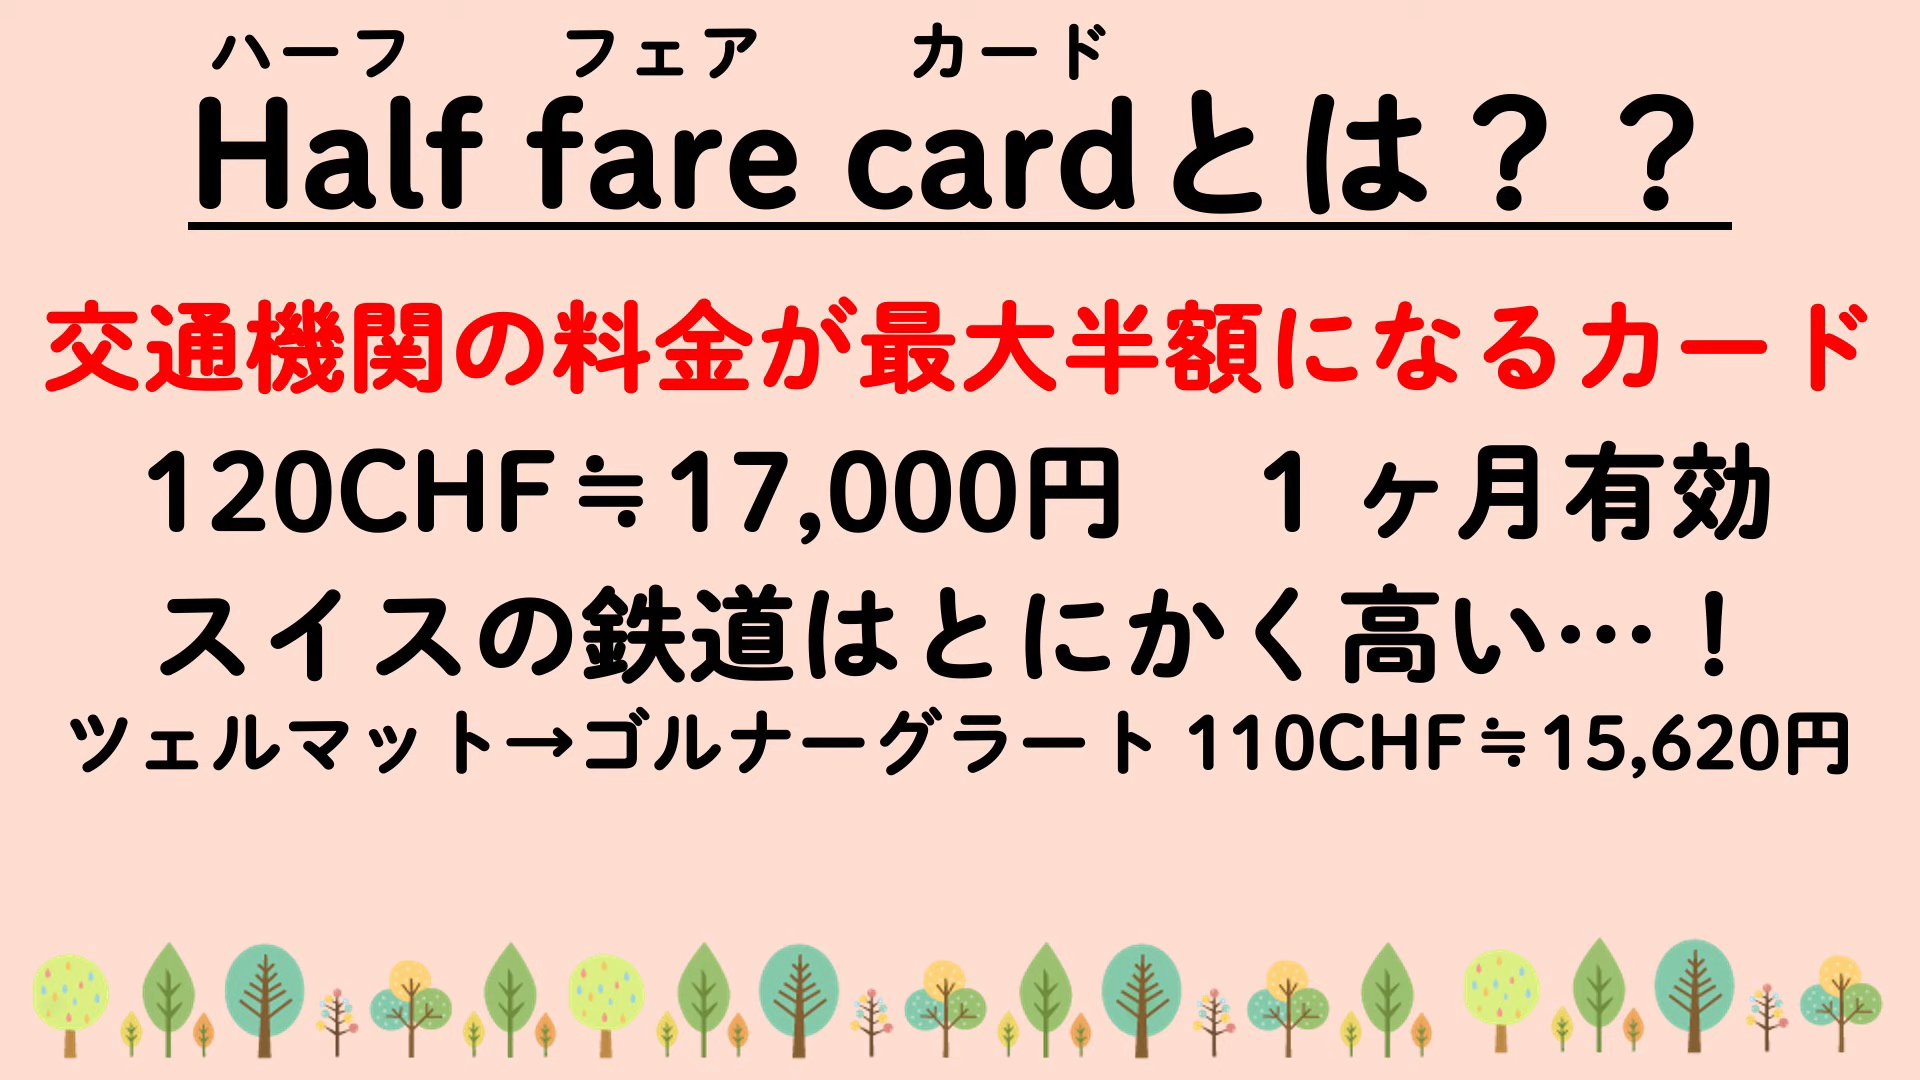 ハーフ フェア カード
Half fare cardとは？？
交通機関の料金が最大半額になるカード
120CHF≒17,000円　1ヶ月有効
スイスの鉄道はとにかく高い…！
ツェルマット→ゴルナーグラート 110CHF≒15,620円